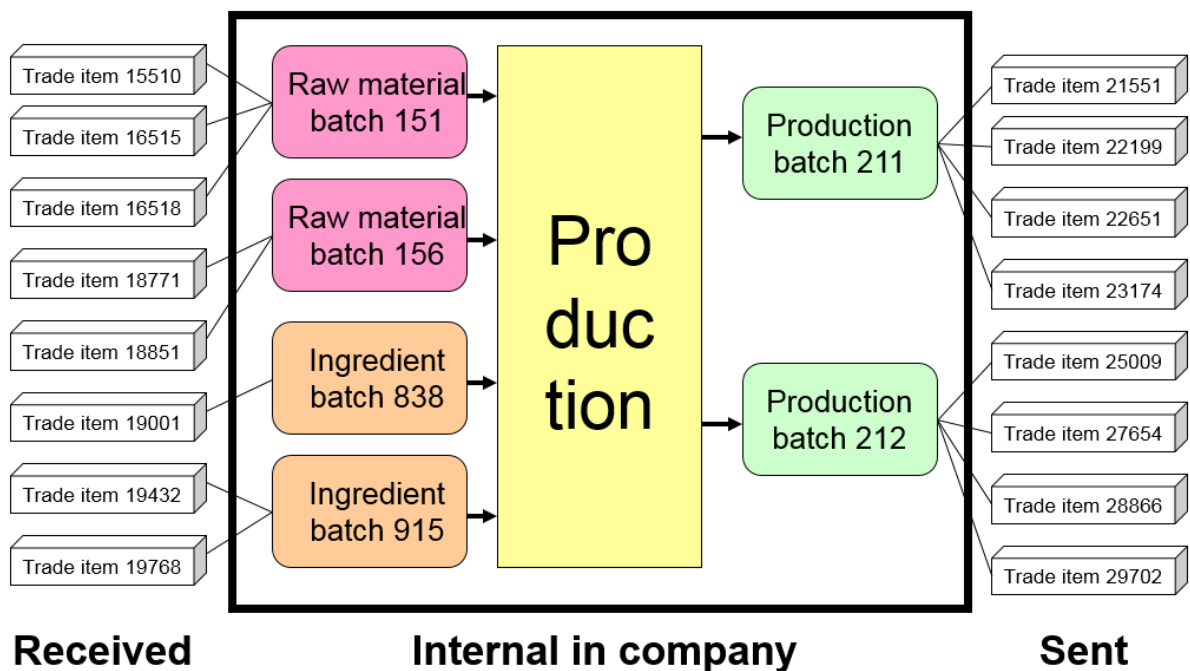 Trade item 15510
Trade item 16515
Trade item 16518
Trade item 18771
Trade item 18851
Trade item 19001
Trade item 19432
Trade item 19768
Raw material
batch 151
Raw material
batch 156
Ingredient
batch 838
Ingredient
batch 915
Pro
duc
tion
Production
batch 211
Production
batch 212
Trade item 21551
Trade item 22199
Trade item 22651
Trade item 23174
Trade item 25009
Trade item 27654
Trade item 28866
Trade item 29702
Received
Internal in company
Sent